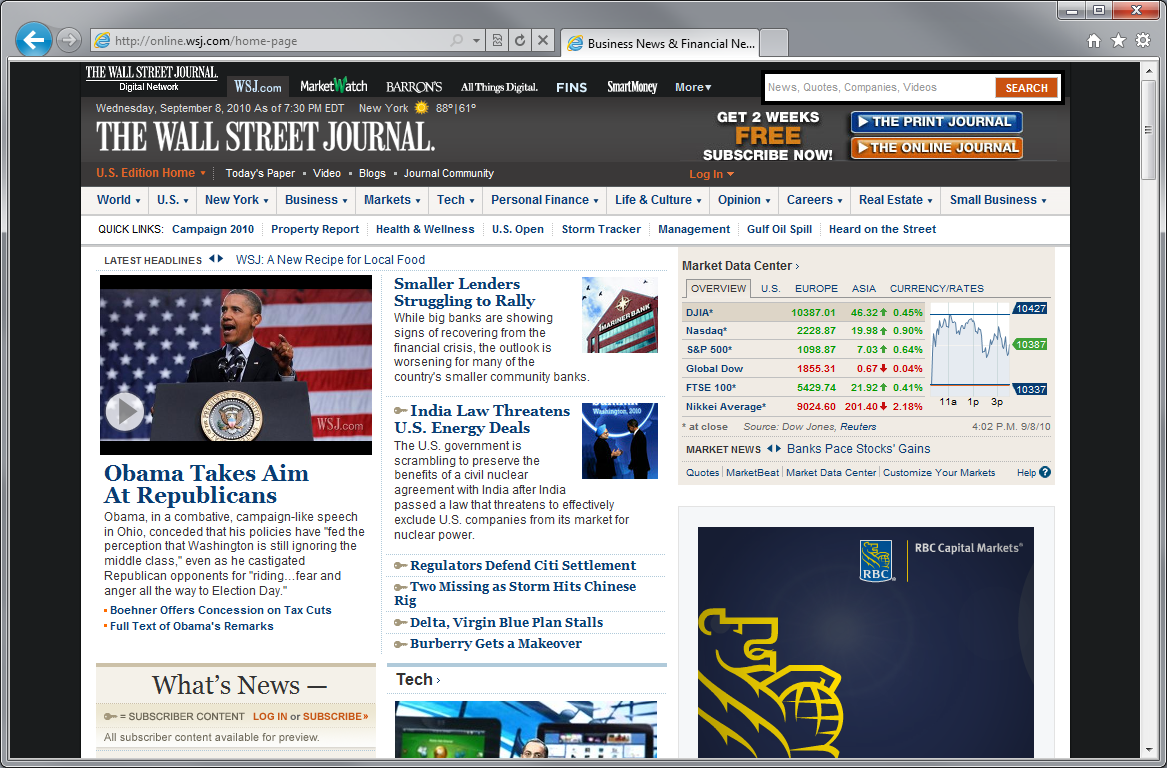 http://online.wsj.com/home-page
Business News & Financial Ne...
THE WALL STREET JOURNAL.
Digital Network
WSJ.com
MarketWatch
BARRON'S
All Things Digital.
FINS
SmartMoney
More▾
News, Quotes, Companies, Videos
SEARCH
Wednesday, September 8, 2010 As of 7:30 PM EDT
New York 88º|61º
THE WALL STREET JOURNAL.
GET 2 WEEKS
FREE
SUBSCRIBE NOW!
THE PRINT JOURNAL
THE ONLINE JOURNAL
U.S. Edition Home
Today's Paper • Video • Blogs • Journal Community
Log In
World U.S. New York Business Markets Tech Personal Finance Life & Culture Opinion Careers Real Estate Small Business
QUICK LINKS: Campaign 2010 Property Report Health & Wellness U.S. Open Storm Tracker Management Gulf Oil Spill Heard on the Street
LATEST HEADLINES WSJ: A New Recipe for Local Food
WSJ.com
Obama Takes Aim
At Republicans
Obama, in a combative, campaign-like speech
in Ohio, conceded that his policies have "fed the
perception that Washington is still ignoring the
middle class," even as he castigated
Republican opponents for "riding...fear and
anger all the way to Election Day."
Boehner Offers Concession on Tax Cuts
Full Text of Obama's Remarks
What's News —
= SUBSCRIBER CONTENT LOG IN or SUBSCRIBE»
All subscriber content available for preview.
Smaller Lenders
Struggling to Rally
While big banks are showing
signs of recovering from the
financial crisis, the outlook is
worsening for many of the
country's smaller community banks.
MARINER BANK
India Law Threatens
U.S. Energy Deals
The U.S. government is
scrambling to preserve the
benefits of a civil nuclear
agreement with India after India
passed a law that threatens to effectively
exclude U.S. companies from its market for
nuclear power.
Washington, 2010
Regulators Defend Citi Settlement
Two Missing as Storm Hits Chinese
Rig
Delta, Virgin Blue Plan Stalls
Burberry Gets a Makeover
Tech ›
Market Data Center ›
OVERVIEW U.S. EUROPE ASIA CURRENCY/RATES
DJIA* 10387.01 46.32 0.45%
Nasdaq* 2228.87 19.98 0.90%
S&P 500* 1098.87 7.03 0.64%
Global Dow 1855.31 0.67 0.04%
FTSE 100* 5429.74 21.92 0.41%
Nikkei Average* 9024.60 201.40 2.18%
10427
10387
10337
11a 1p 3p
* at close Source: Dow Jones, Reuters 4:02 P.M. 9/8/10
MARKET NEWS Banks Pace Stocks' Gains
Quotes | MarketBeat | Market Data Center | Customize Your Markets Help ?
RBC
RBC Capital Markets®